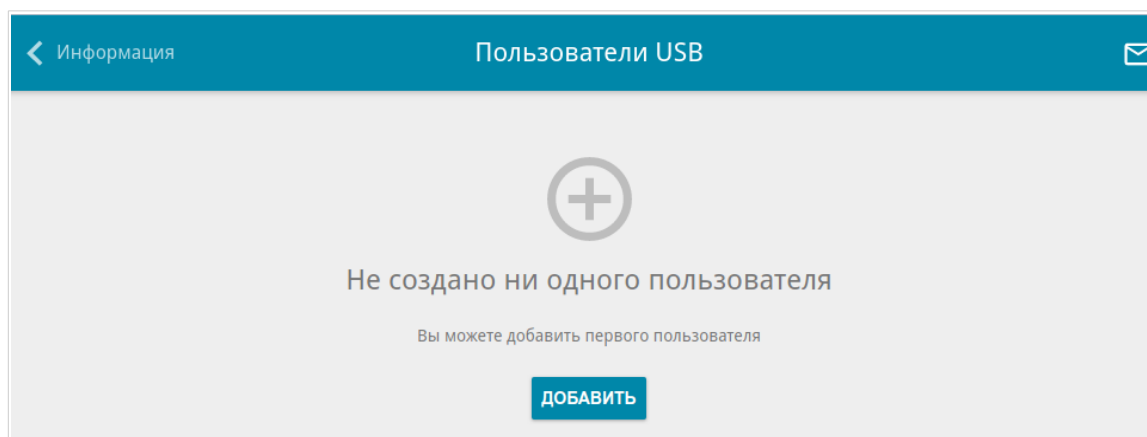 Информация
Пользователи USB
Не создано ни одного пользователя
Вы можете добавить первого пользователя
ДОБАВИТЬ